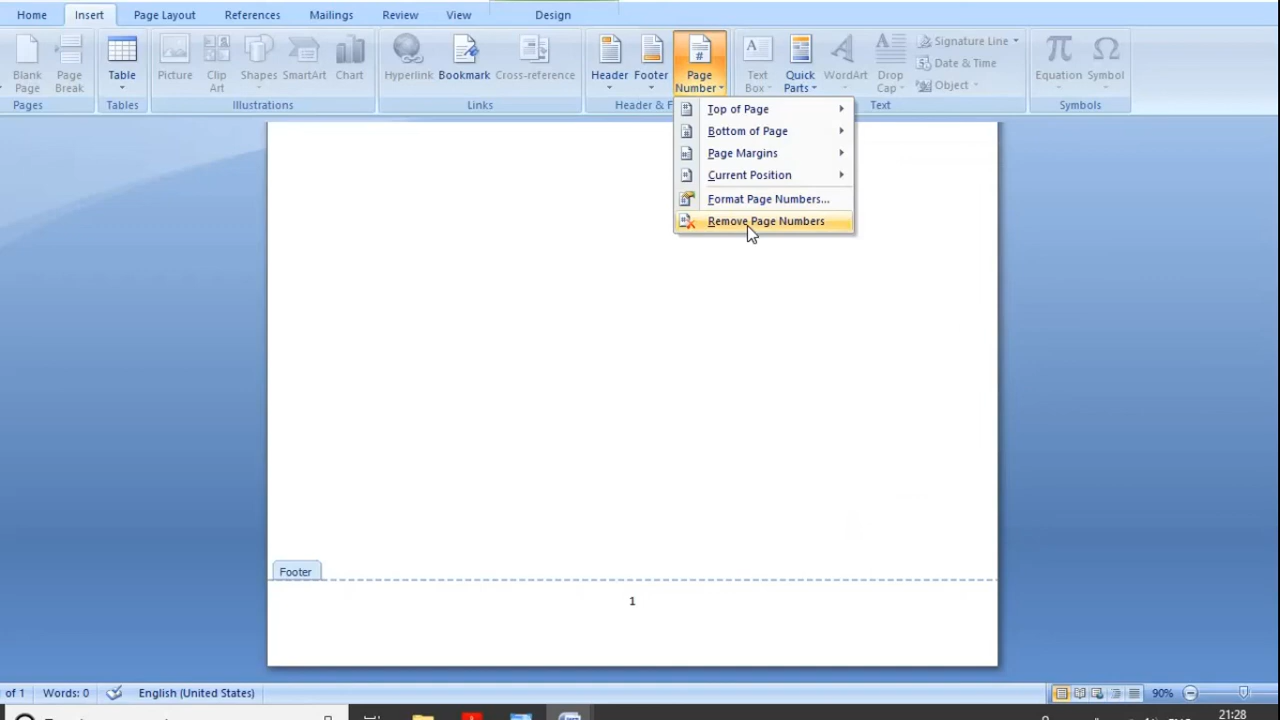 Home Insert Page Layout References Mailings Review View Design
Blank Page
Page Break
Table
Picture
Clip Art
Shapes
SmartArt
Chart
Hyperlink
Bookmark
Cross-reference
Header
Footer
Page Number
Text Box
Quick Parts
WordArt
Drop Cap
Signature Line
Date & Time
Object
Equation
Symbol
Pages Tables Illustrations Links Header & F Text Symbols
Top of Page
Bottom of Page
Page Margins
Current Position
Format Page Numbers...
Remove Page Numbers
Footer
1
of 1 Words: 0 English (United States) 90%
21:28